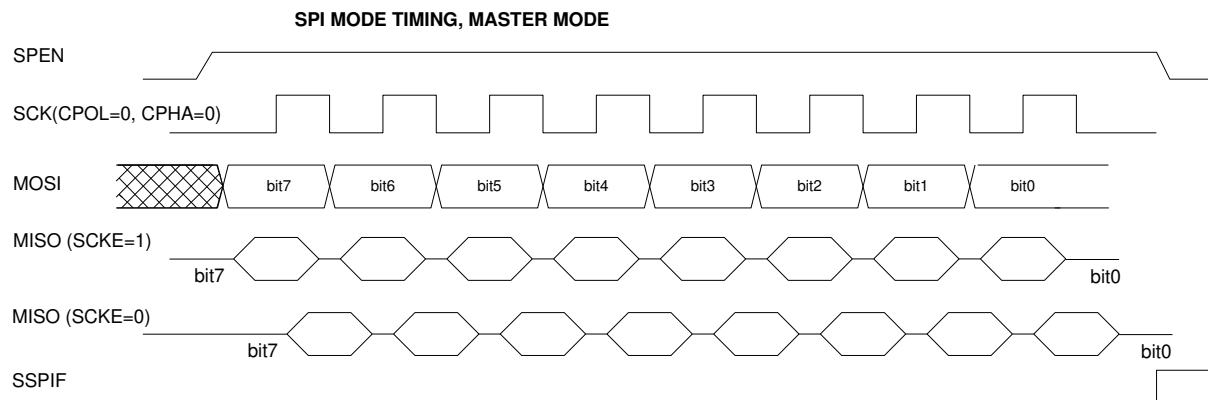 SPI MODE TIMING, MASTER MODE
SPEN
SCK(CPOL=0, CPHA=0)
MOSI
bit7 bit6 bit5 bit4 bit3 bit2 bit1 bit0
MISO (SCKE=1)
bit7 bit0
MISO (SCKE=0)
bit7 bit0
SSPIF